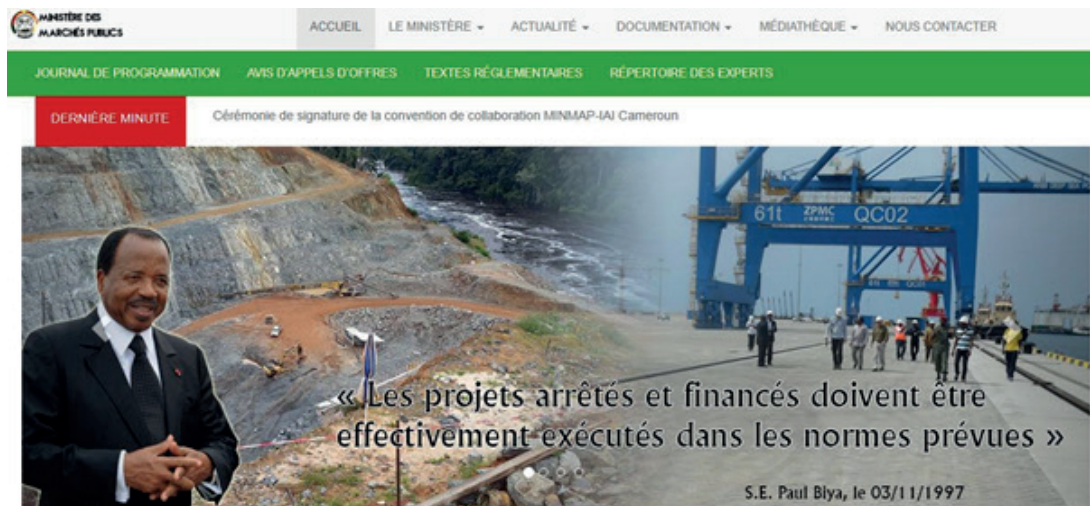 MINISTÈRE DES
MARCHÉS PUBLICS
ACCUEIL LE MINISTÈRE ACTUALITÉ DOCUMENTATION MÉDIATHÈQUE NOUS CONTACTER
JOURNAL DE PROGRAMMATION AVIS D'APPELS D'OFFRES TEXTES RÉGLEMENTAIRES RÉPERTOIRE DES EXPERTS
DERNIÈRE MINUTE Cérémonie de signature de la convention de collaboration MINMAP-IAI Cameroun
61t ZPMC QC02
« Les projets arrêtés et financés doivent être
effectivement exécutés dans les normes prévues »
S.E. Paul Biya, le 03/11/1997